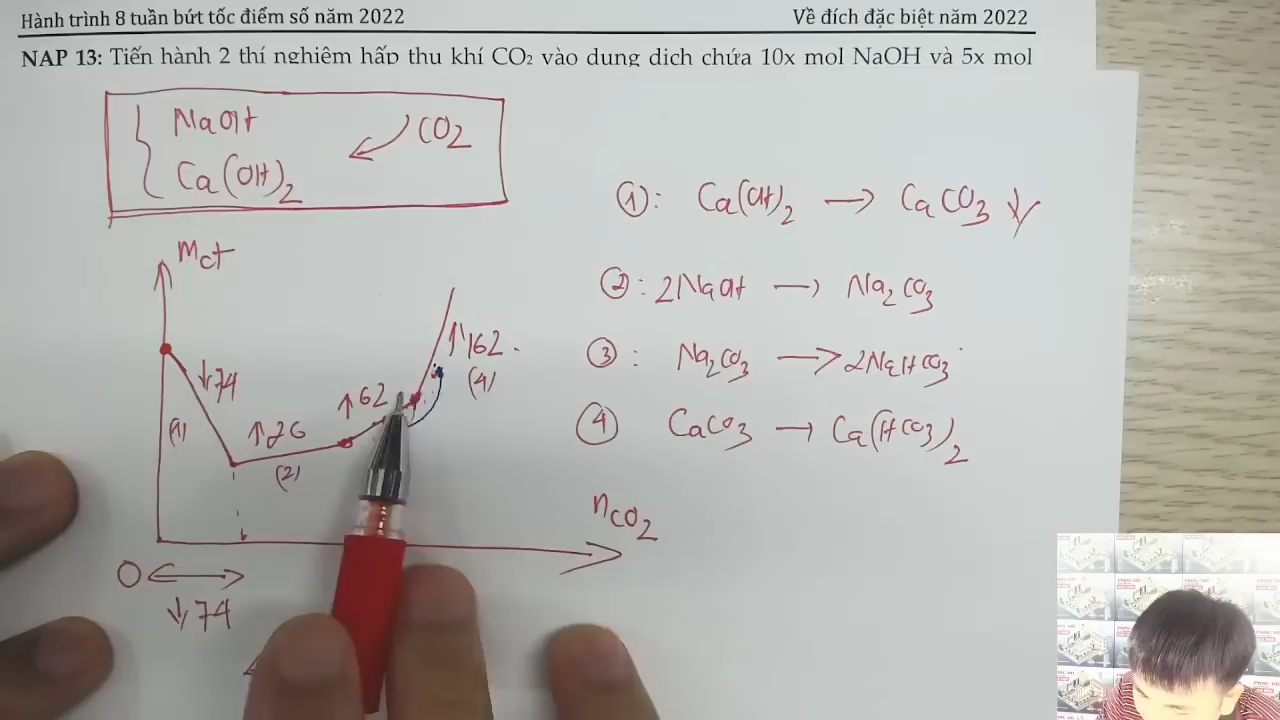 Hành trình 8 tuần bứt tốc điểm số năm 2022
Về đích đặc biệt năm 2022
NAP 13: Tiến hành 2 thí nghiệm hấp thu khí CO₂ vào dung dịch chứa 10x mol NaOH và 5x mol
NaOH
Ca(OH)₂
CO₂
①: Ca(OH)₂ → CaCO₃ ↓
②: 2NaOH → Na₂CO₃
③: Na₂CO₃ → 2NaHCO₃
④ CaCO₃ → Ca(HCO₃)₂
mct
↓74
(1)
↑26
(2)
↑62
↑162
(4)
nCO₂
O
↓74